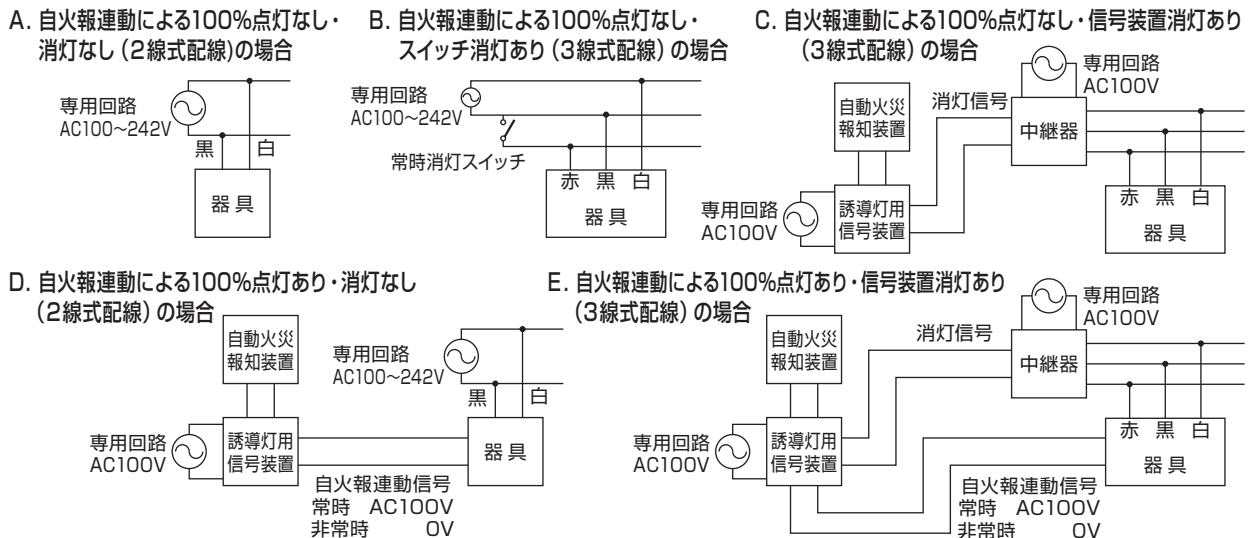 A. 自火報連動による100%点灯なし・
消灯なし（2線式配線)の場合
専用回路
AC100～242V
黒
白
器 具
B. 自火報連動による100%点灯なし・
スイッチ消灯あり（3線式配線）の場合
専用回路
AC100～242V
常時消灯スイッチ
赤 黒 白
器 具
C. 自火報連動による100%点灯なし・信号装置消灯あり
（3線式配線）の場合
専用回路
AC100V
自動火災
報知装置
消灯信号
中継器
専用回路
AC100V
誘導灯用
信号装置
赤 黒 白
器 具
D. 自火報連動による100%点灯あり・消灯なし
（2線式配線）の場合
自動火災
報知装置
専用回路
AC100～242V
黒
白
専用回路
AC100V
誘導灯用
信号装置
器 具
自火報連動信号
常時 AC100V
非常時 0V
E. 自火報連動による100%点灯あり・信号装置消灯あり
（3線式配線）の場合
専用回路
AC100V
自動火災
報知装置
消灯信号
中継器
専用回路
AC100V
誘導灯用
信号装置
赤 黒 白
器 具
自火報連動信号
常時 AC100V
非常時 0V